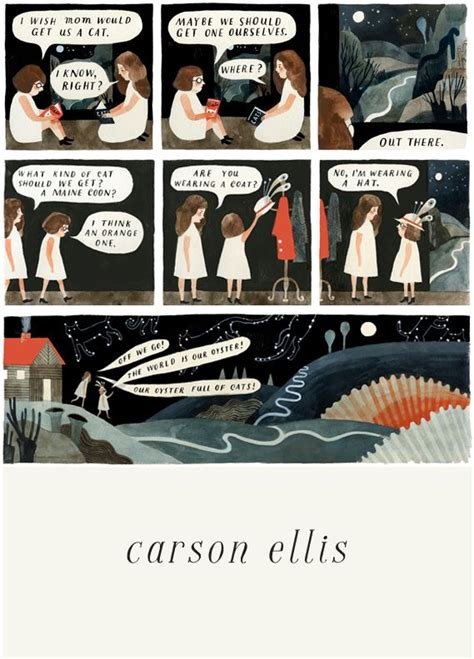 I WISH MOM WOULD
GET US A CAT.
I KNOW,
RIGHT?
MAYBE WE SHOULD
GET ONE OURSELVES.
WHERE?
CATS
OUT THERE.
WHAT KIND OF CAT
SHOULD WE GET?
A MAINE COON?
I THINK
AN ORANGE
ONE.
ARE YOU
WEARING A COAT?
NO, I'M WEARING
A HAT.
OFF WE GO!
THE WORLD IS OUR OYSTER!
OUR OYSTER FULL OF CATS!
carson ellis